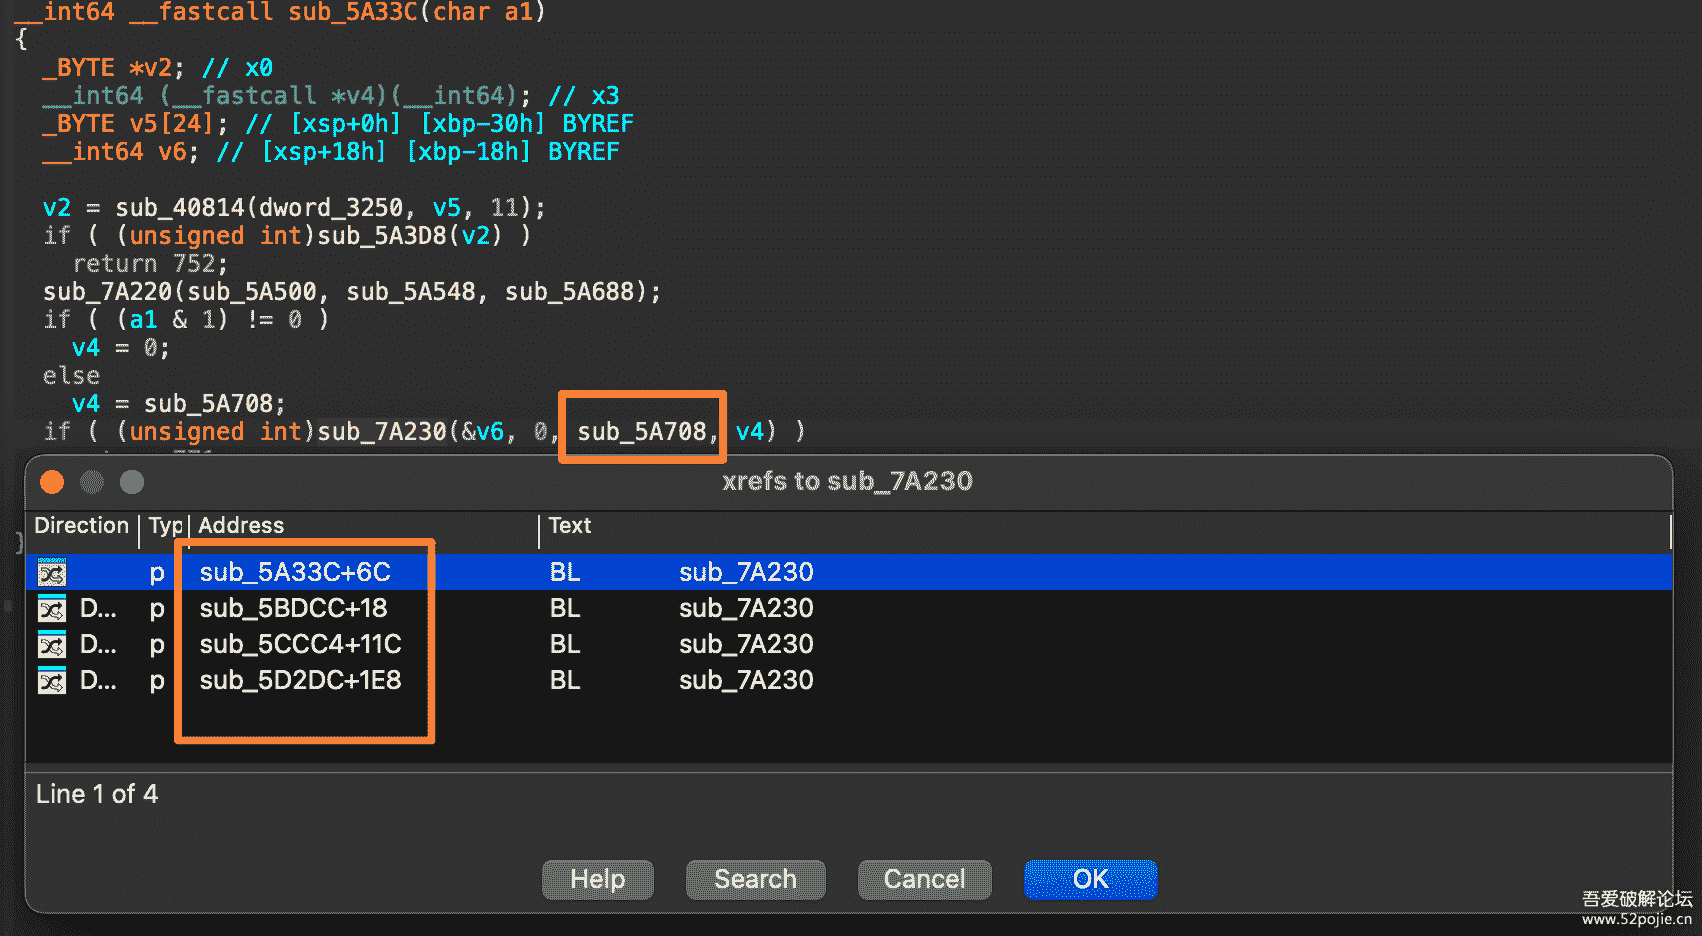 __int64 __fastcall sub_5A33C(char a1)
{
_BYTE *v2; // x0
__int64 (__fastcall *v4)(__int64); // x3
_BYTE v5[24]; // [xsp+0h] [xbp-30h] BYREF
__int64 v6; // [xsp+18h] [xbp-18h] BYREF
v2 = sub_40814(dword_3250, v5, 11);
if ( (unsigned int)sub_5A3D8(v2) )
return 752;
sub_7A220(sub_5A500, sub_5A548, sub_5A688);
if ( (a1 & 1) != 0 )
v4 = 0;
else
v4 = sub_5A708;
if ( (unsigned int)sub_7A230(&v6, 0, sub_5A708, v4) )
xrefs to sub_7A230
Direction Typ Address Text
p sub_5A33C+6C BL sub_7A230
D... p sub_5BDCC+18 BL sub_7A230
D... p sub_5CCC4+11C BL sub_7A230
D... p sub_5D2DC+1E8 BL sub_7A230
}
Line 1 of 4
Help Search Cancel OK
吾爱破解论坛
www.52pojie.cn